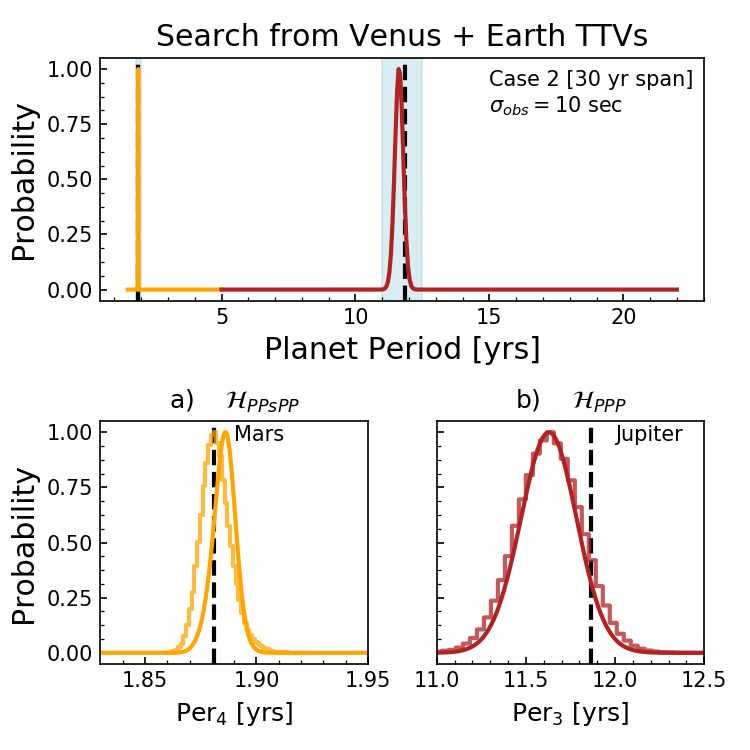 Search from Venus + Earth TTVs
1.00
0.75
0.50
0.25
0.00
Probability
Case 2 [30 yr span]
σ_obs = 10 sec
5 10 15 20
Planet Period [yrs]
a) ℋ_PPsPP
1.00
0.75
0.50
0.25
0.00
Probability
Mars
1.85 1.90 1.95
Per_4 [yrs]
b) ℋ_PPP
Jupiter
11.0 11.5 12.0 12.5
Per_3 [yrs]